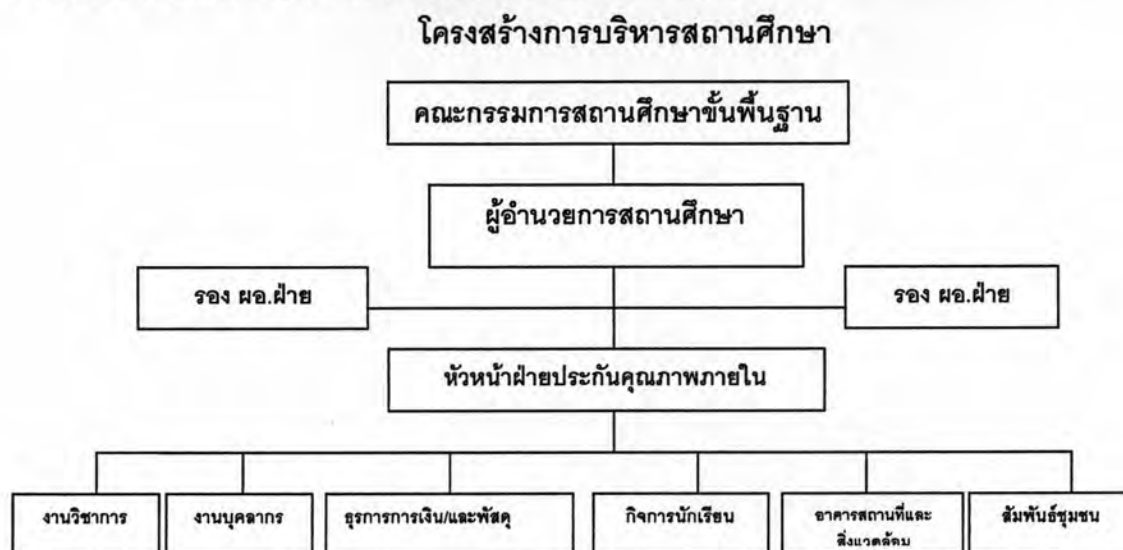 โครงสร้างการบริหารสถานศึกษา
คณะกรรมการสถานศึกษาขั้นพื้นฐาน
ผู้อำนวยการสถานศึกษา
รอง ผอ.ฝ่าย
รอง ผอ.ฝ่าย
หัวหน้าฝ่ายประกันคุณภาพภายใน
งานวิชาการ
งานบุคลากร
ธุรการการเงิน/และพัสดุ
กิจการนักเรียน
อาคารสถานที่และ
สิ่งแวดล้อม
สัมพันธ์ชุมชน